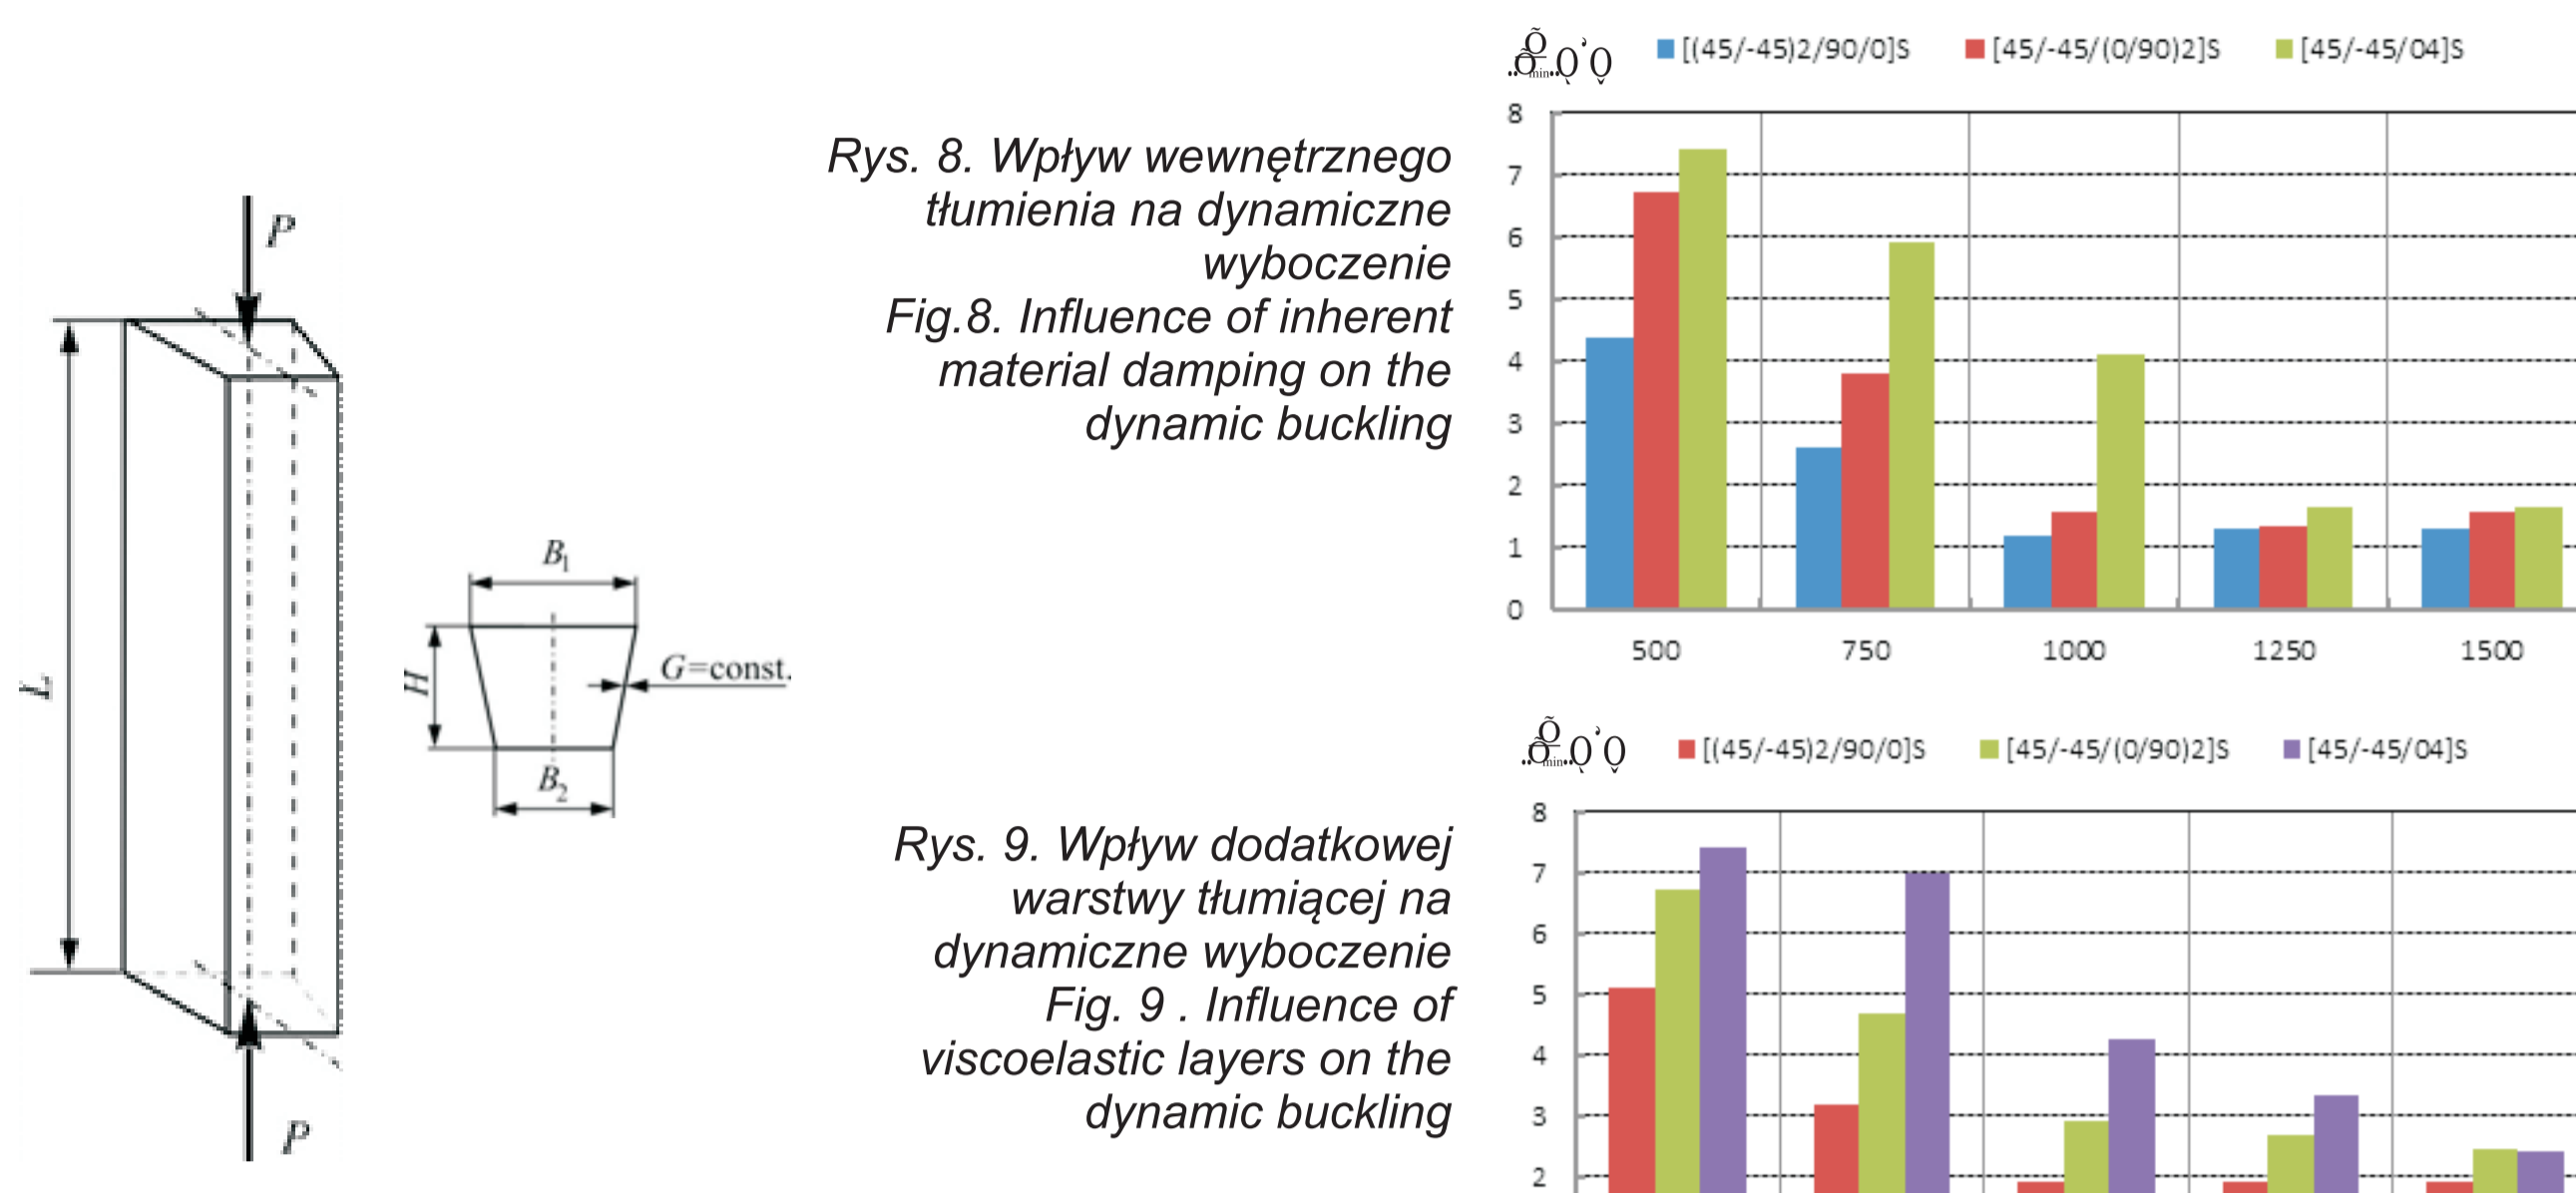 P
L
P
B1
H
G=const.
B2
Rys. 8. Wpływ wewnętrznego
tłumienia na dynamiczne
wyboczenie
Fig.8. Influence of inherent
material damping on the
dynamic buckling
[(45/-45)2/90/0]S [45/-45/(0/90)2]S [45/-45/04]S
8
7
6
5
4
3
2
1
0
500 750 1000 1250 1500
Rys. 9. Wpływ dodatkowej
warstwy tłumiącej na
dynamiczne wyboczenie
Fig. 9 . Influence of
viscoelastic layers on the
dynamic buckling
min
[(45/-45)2/90/0]S [45/-45/(0/90)2]S [45/-45/04]S
8
7
6
5
4
3
2